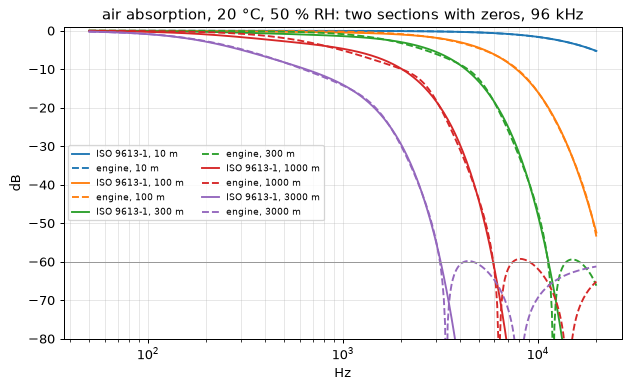 air absorption, 20 °C, 50 % RH: two sections with zeros, 96 kHz
0
−10
−20
−30
−40
−50
−60
−70
−80
dB
ISO 9613-1, 10 m
engine, 10 m
ISO 9613-1, 100 m
engine, 100 m
ISO 9613-1, 300 m
engine, 300 m
ISO 9613-1, 1000 m
engine, 1000 m
ISO 9613-1, 3000 m
engine, 3000 m
10² 10³ 10⁴
Hz